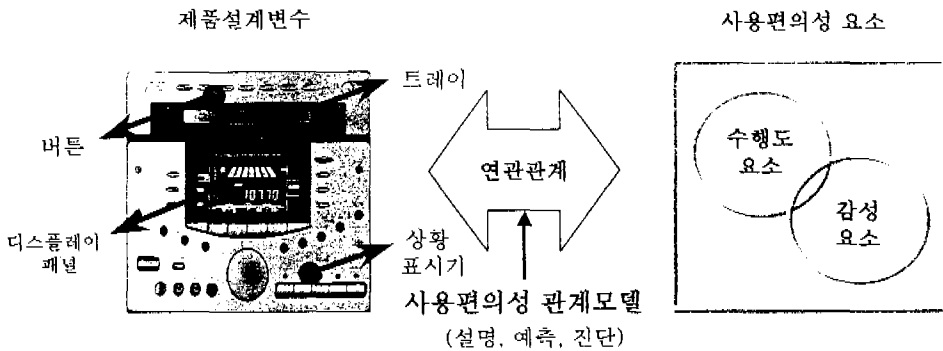 제품설계변수
사용편의성 요소
트레이
버튼
디스플레이
패널
상황
표시기
연관관계
사용편의성 관계모델
(설명, 예측, 진단)
수행도
요소
감성
요소
10770